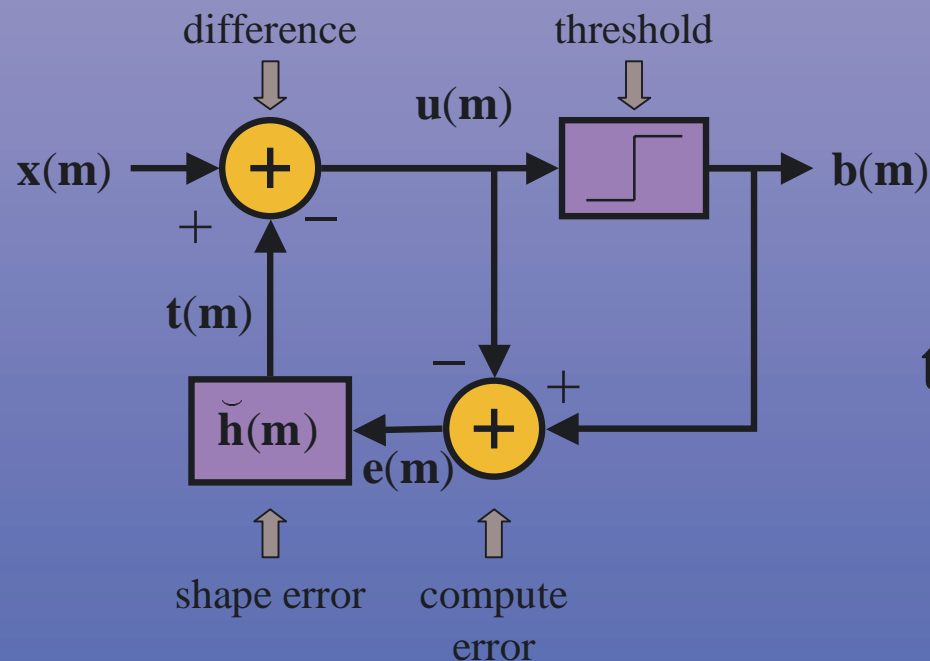 difference
threshold
u(m)
x(m)
+
b(m)
+
−
t(m)
−
+
h̆(m)
+
e(m)
shape error
compute
error